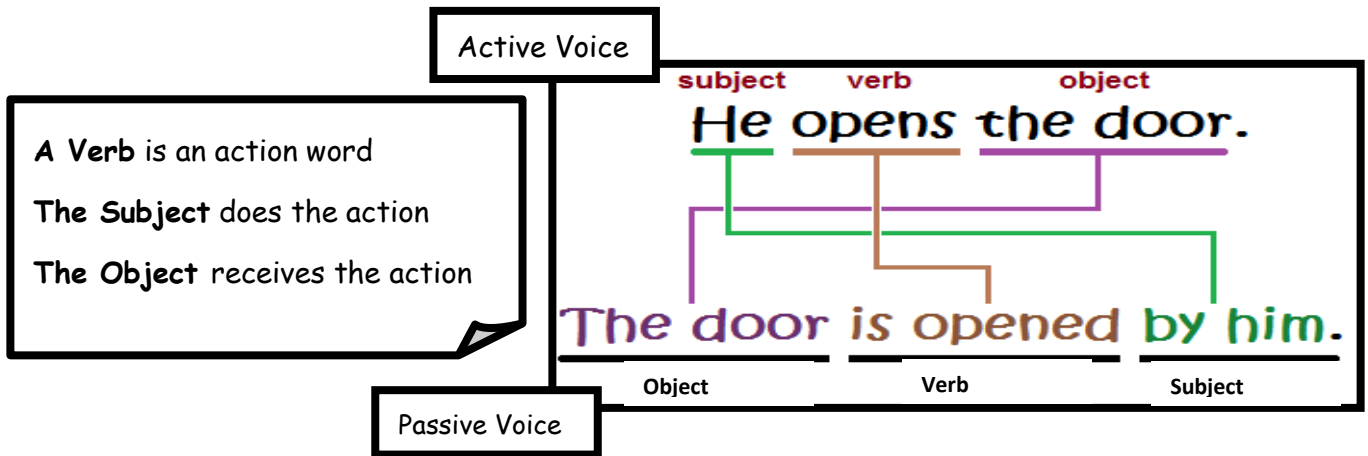 Active Voice
subject verb object
He opens the door.
A Verb is an action word
The Subject does the action
The Object receives the action
The door is opened by him.
Object Verb Subject
Passive Voice